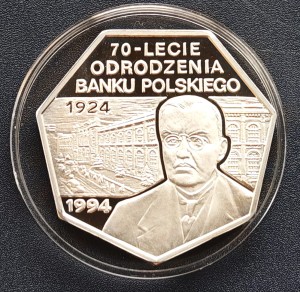 70-LECIE
ODRODZENIA
BANKU POLSKIEGO
1924
1994